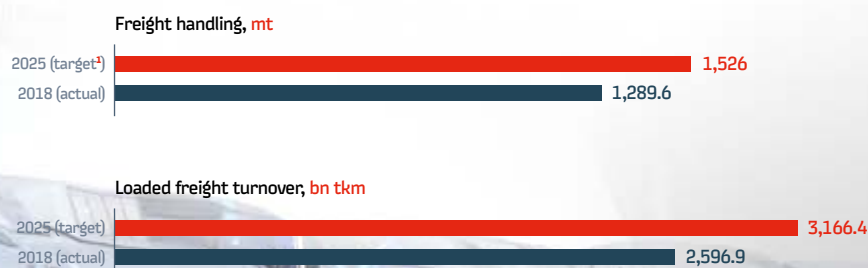 Freight handling, mt
2025 (target¹) 1,526
2018 (actual) 1,289.6
Loaded freight turnover, bn tkm
2025 (target) 3,166.4
2018 (actual) 2,596.9